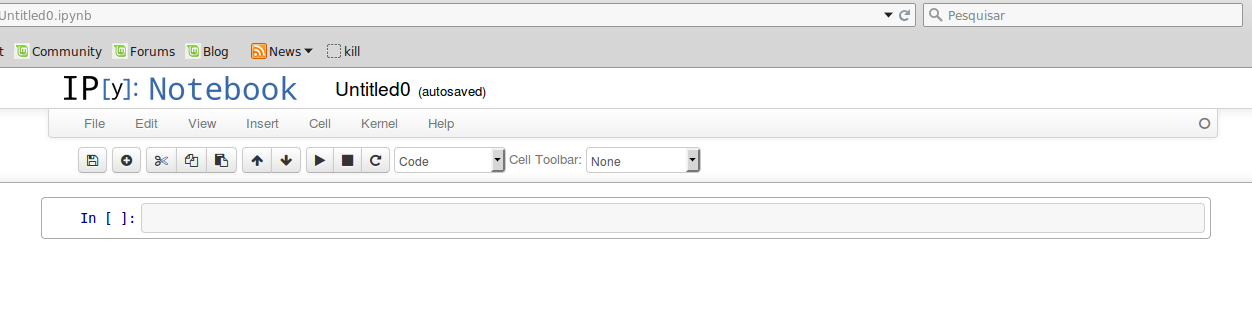 Untitled0.ipynb Pesquisar
t Community Forums Blog News kill
IP[y]: Notebook Untitled0 (autosaved)
File Edit View Insert Cell Kernel Help
Code Cell Toolbar: None
In [ ]: